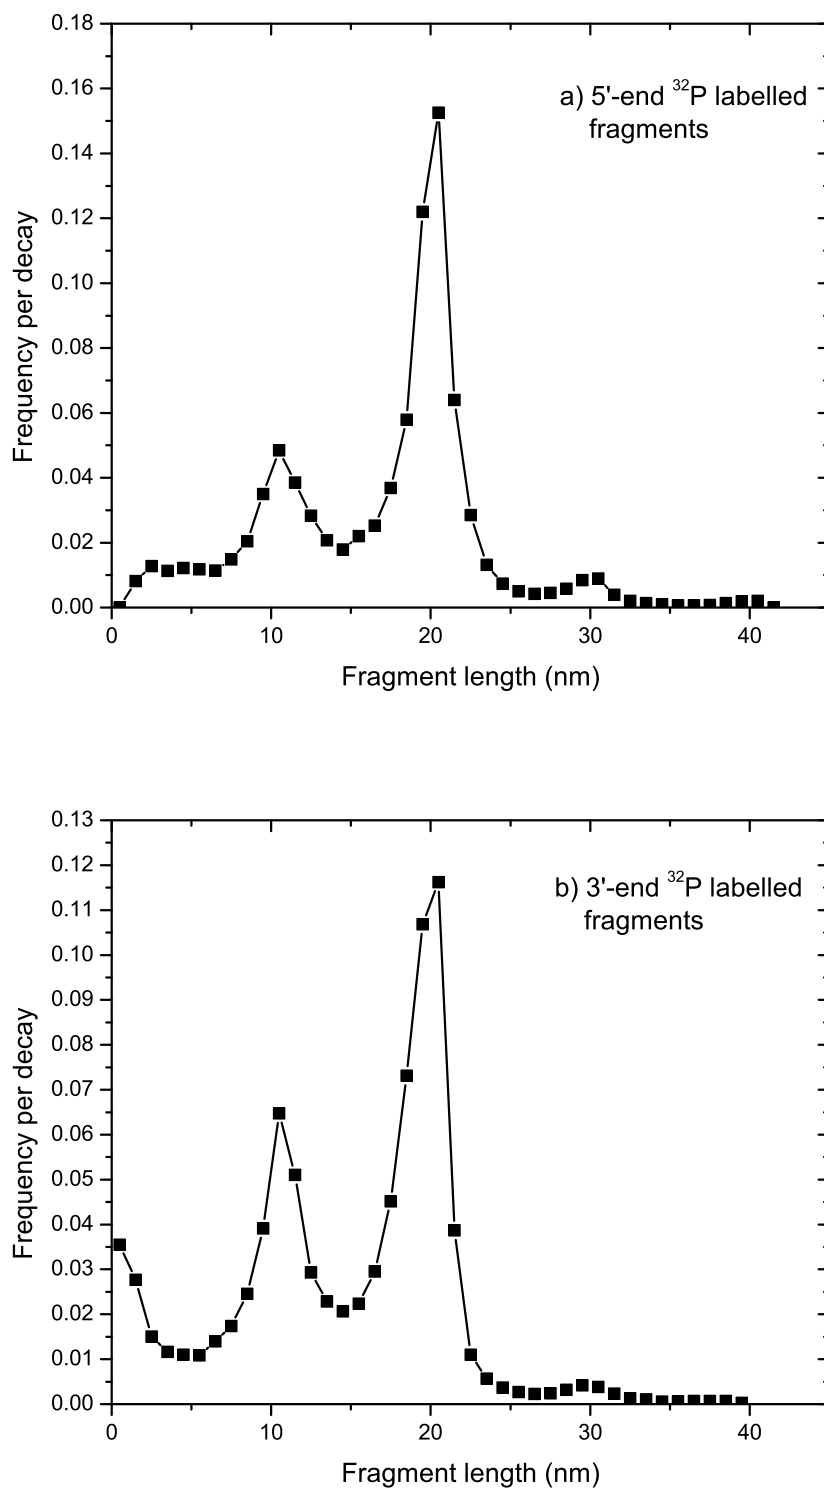 0.18
0.16
0.14
0.12
0.10
0.08
0.06
0.04
0.02
0.00
Frequency per decay
a) 5'-end ³²P labelled
fragments
0 10 20 30 40
Fragment length (nm)
0.13
0.12
0.11
0.10
0.09
0.08
0.07
0.06
0.05
0.04
0.03
0.02
0.01
0.00
Frequency per decay
b) 3'-end ³²P labelled
fragments
0 10 20 30 40
Fragment length (nm)